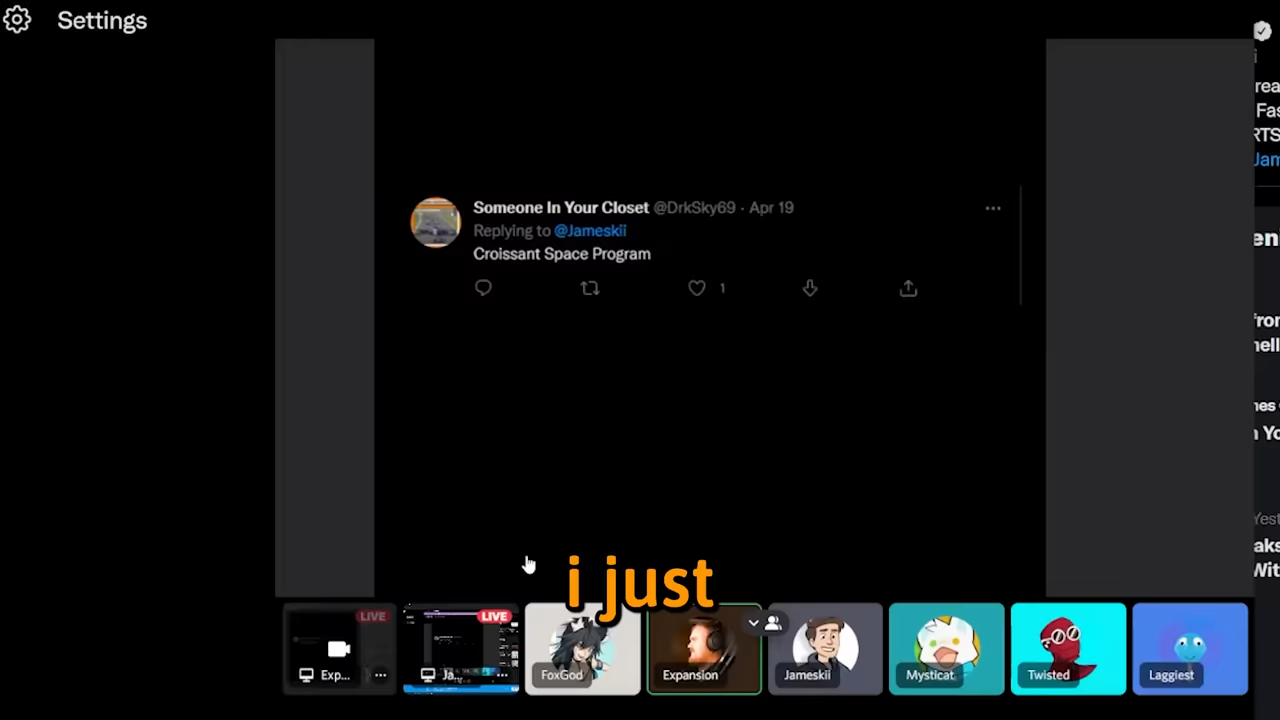 Settings
Someone In Your Closet @DrkSky69 · Apr 19
Replying to @Jameskii
Croissant Space Program
1
i just
LIVE
LIVE
Exp...
Ja...
FoxGod
Expansion
Jameskii
Mysticat
Twisted
Laggiest